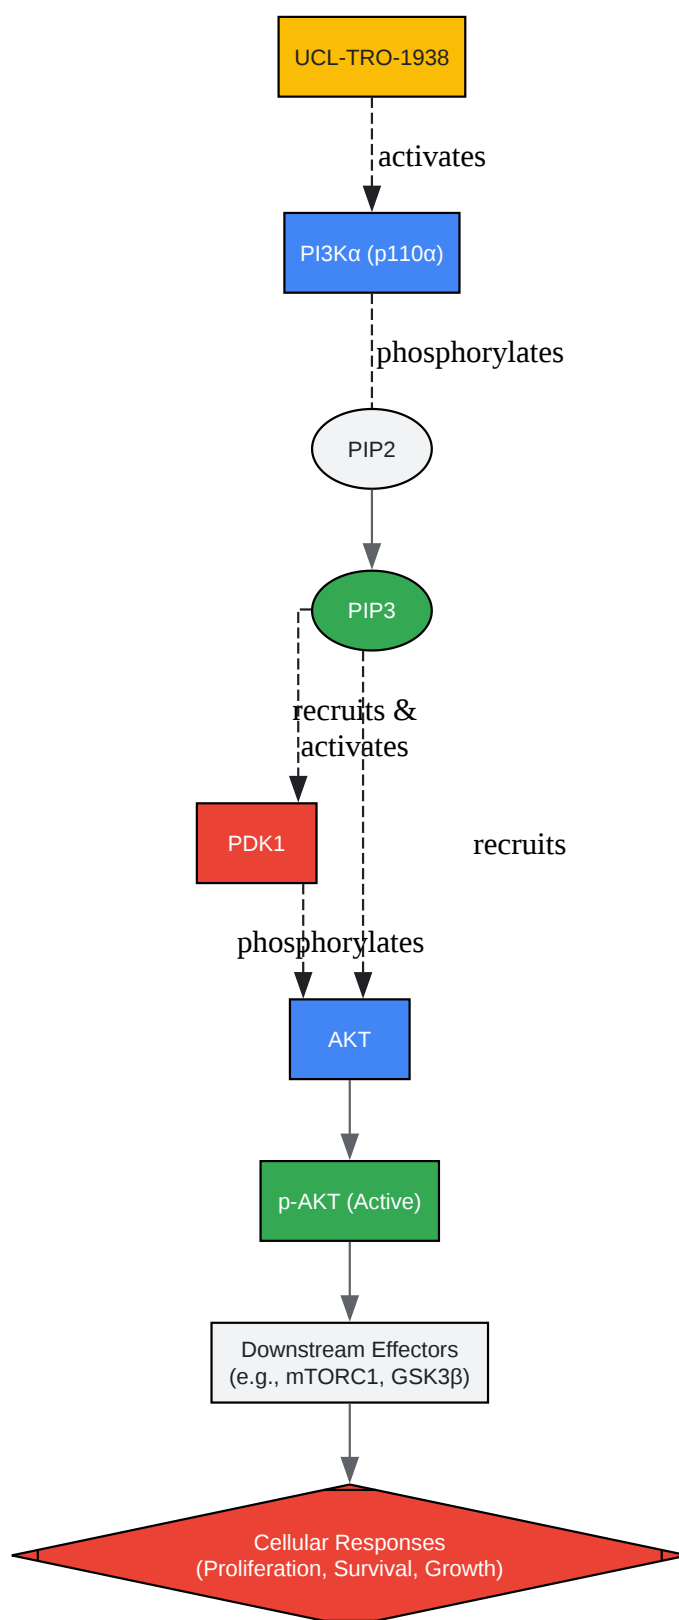 UCL-TRO-1938
activates
PI3Kα (p110α)
phosphorylates
PIP2
PIP3
recruits &
activates
PDK1
recruits
phosphorylates
AKT
p-AKT (Active)
Downstream Effectors
(e.g., mTORC1, GSK3β)
Cellular Responses
(Proliferation, Survival, Growth)